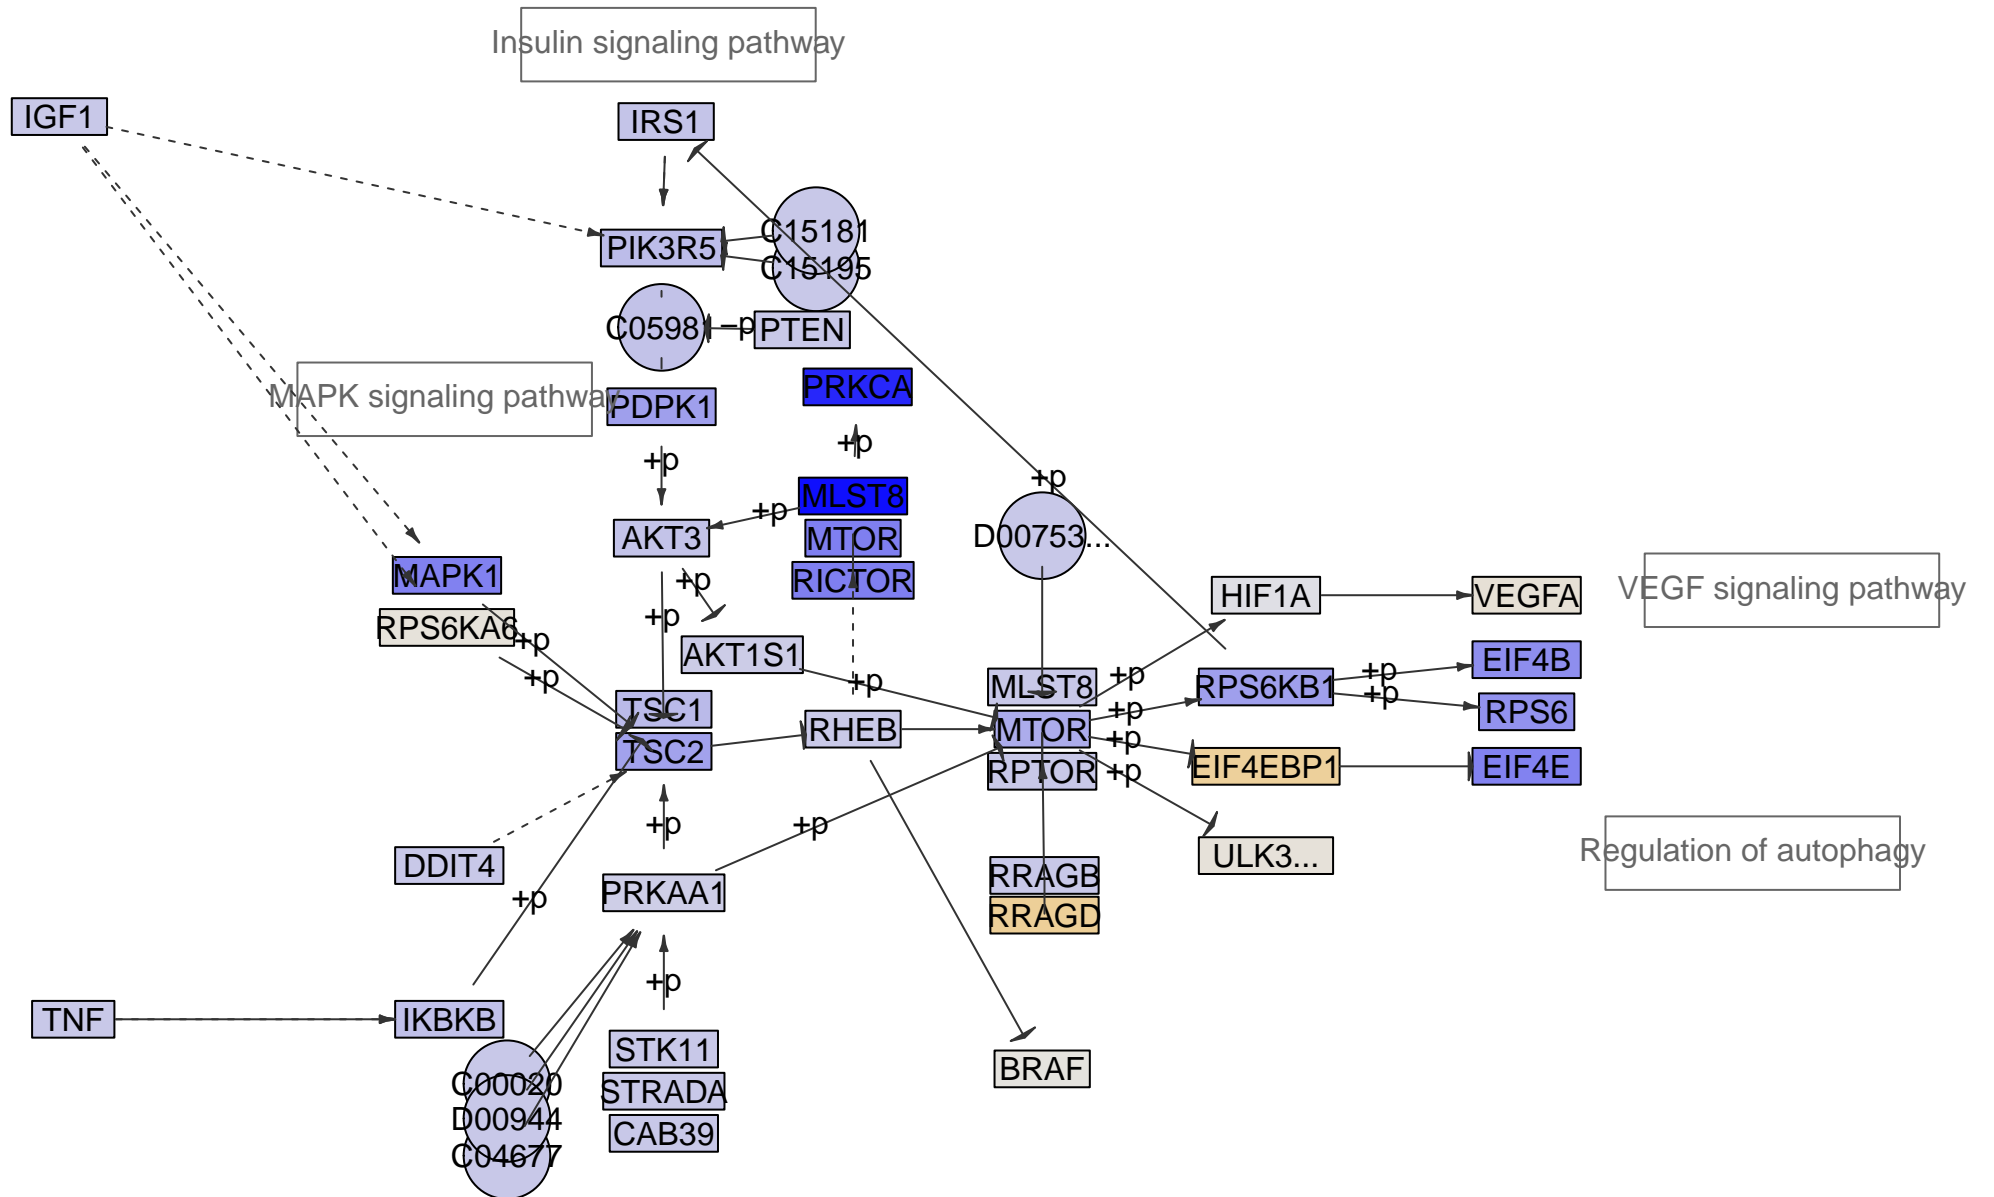 Insulin signaling pathway
IGF1
IRS1
C15181
PIK3R5
C15195
C0598
−p
PTEN
PRKCA
MAPK signaling pathway
PDPK1
+p
+p
+p
MLST8
+p
AKT3
MTOR
D00753...
MAPK1
+p
RICTOR
HIF1A
VEGFA
VEGF signaling pathway
RPS6KA6
+p
+p
AKT1S1
EIF4B
+p
+p
+p
MLST8
+p
RPS6KB1
+p
TSC1
+p
RPS6
RHEB
MTOR
+p
TSC2
EIF4EBP1
EIF4E
RPTOR
+p
+p
+p
ULK3...
Regulation of autophagy
DDIT4
RRAGB
PRKAA1
+p
RRAGD
+p
TNF
IKBKB
STK11
BRAF
C00020
STRADA
D00944
CAB39
C04677